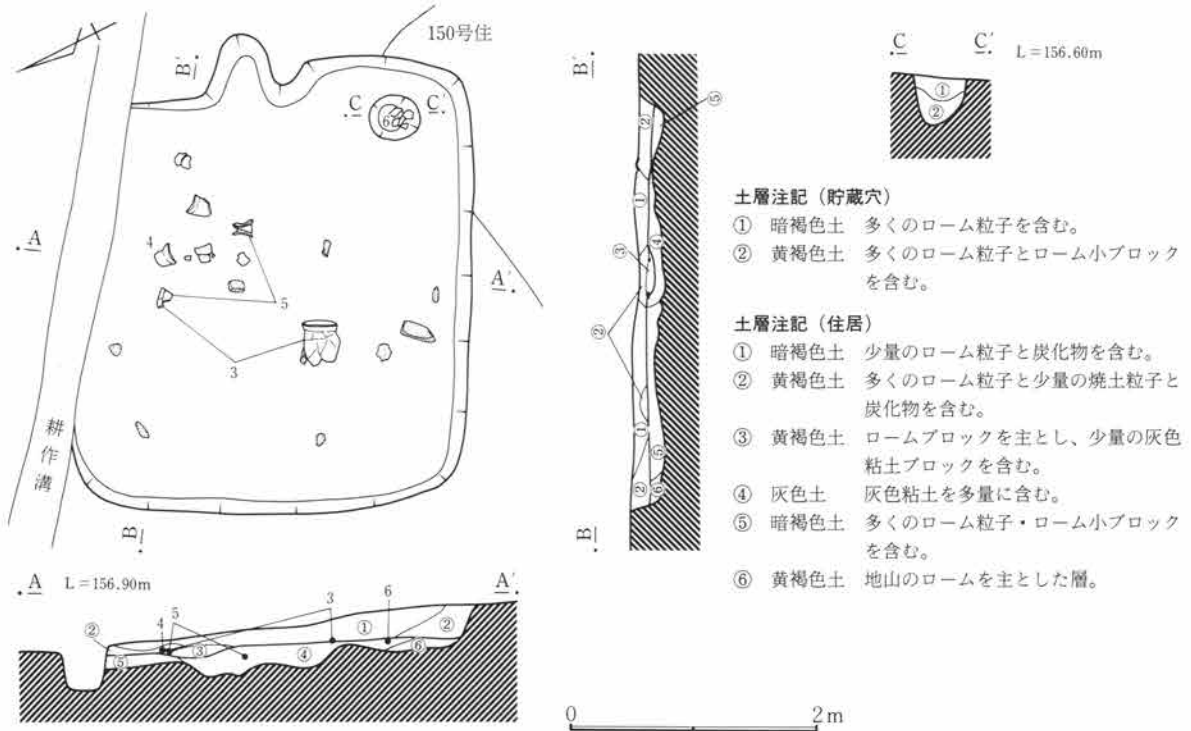 150号住
B′
C
C′
6
A
4
5
A′
3
耕作溝
B
A
L=156.90m
A′
3
6
5
4
②
①
②
③
④
⑤
⑥
B′
⑤
②
①
③
④
②
①
⑤
②
⑥
B
C
C′
L=156.60m
①
②
土層注記（貯蔵穴）
① 暗褐色土 多くのローム粒子を含む。
② 黄褐色土 多くのローム粒子とローム小ブロック
を含む。
土層注記（住居）
① 暗褐色土 少量のローム粒子と炭化物を含む。
② 黄褐色土 多くのローム粒子と少量の焼土粒子と
炭化物を含む。
③ 黄褐色土 ロームブロックを主とし、少量の灰色
粘土ブロックを含む。
④ 灰色土 灰色粘土を多量に含む。
⑤ 暗褐色土 多くのローム粒子・ローム小ブロック
を含む。
⑥ 黄褐色土 地山のロームを主とした層。
0
2m